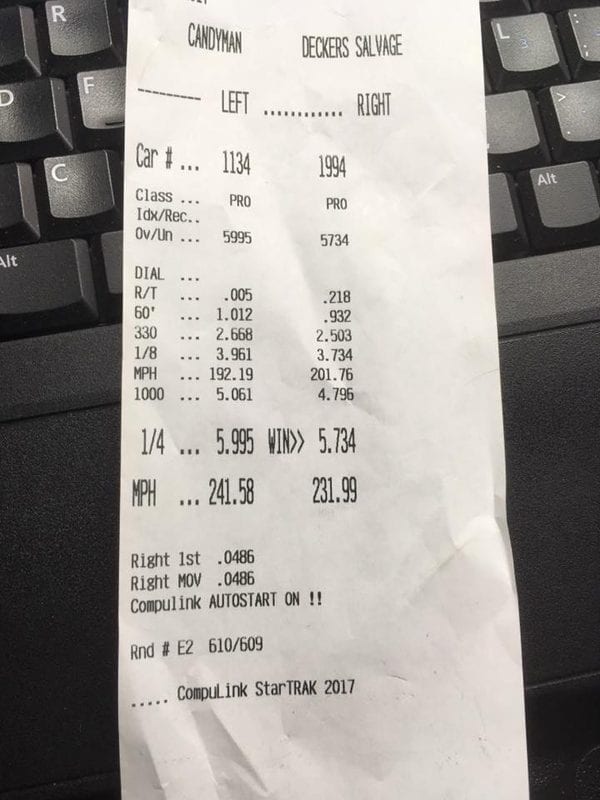 CANDYMAN DECKERS SALVAGE
--------- LEFT ............ RIGHT
Car # ... 1134 1994
Class ... PRO PRO
Idx/Rec..
Ov/Un ... 5995 5734
DIAL ...
R/T ... .005 .218
60' ... 1.012 .932
330 ... 2.668 2.503
1/8 ... 3.961 3.734
MPH ... 192.19 201.76
1000 ... 5.061 4.796
1/4 ... 5.995 WIN>> 5.734
MPH ... 241.58 231.99
Right 1st .0486
Right MOV .0486
Compulink AUTOSTART ON !!
Rnd # E2 610/609
..... CompuLink StarTRAK 2017
R
D
F
C
Alt
L
3
>
.
Alt